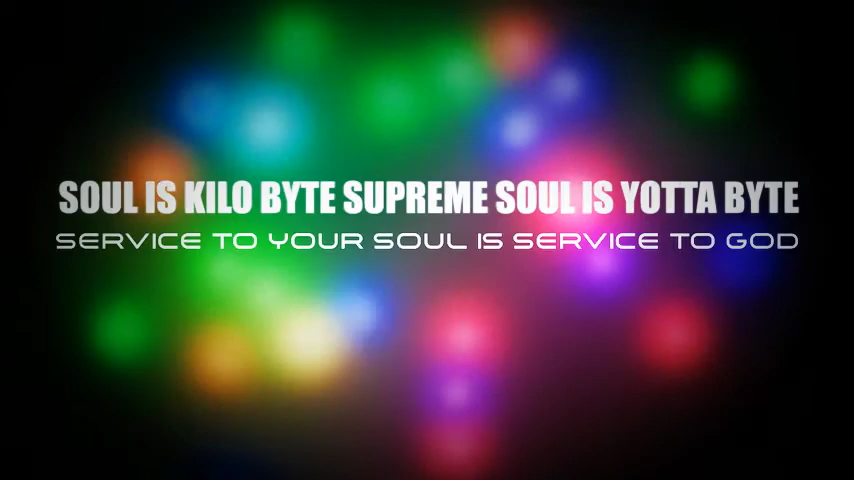 SOUL IS KILO BYTE SUPREME SOUL IS YOTTA BYTE
SERVICE TO YOUR SOUL IS SERVICE TO GOD